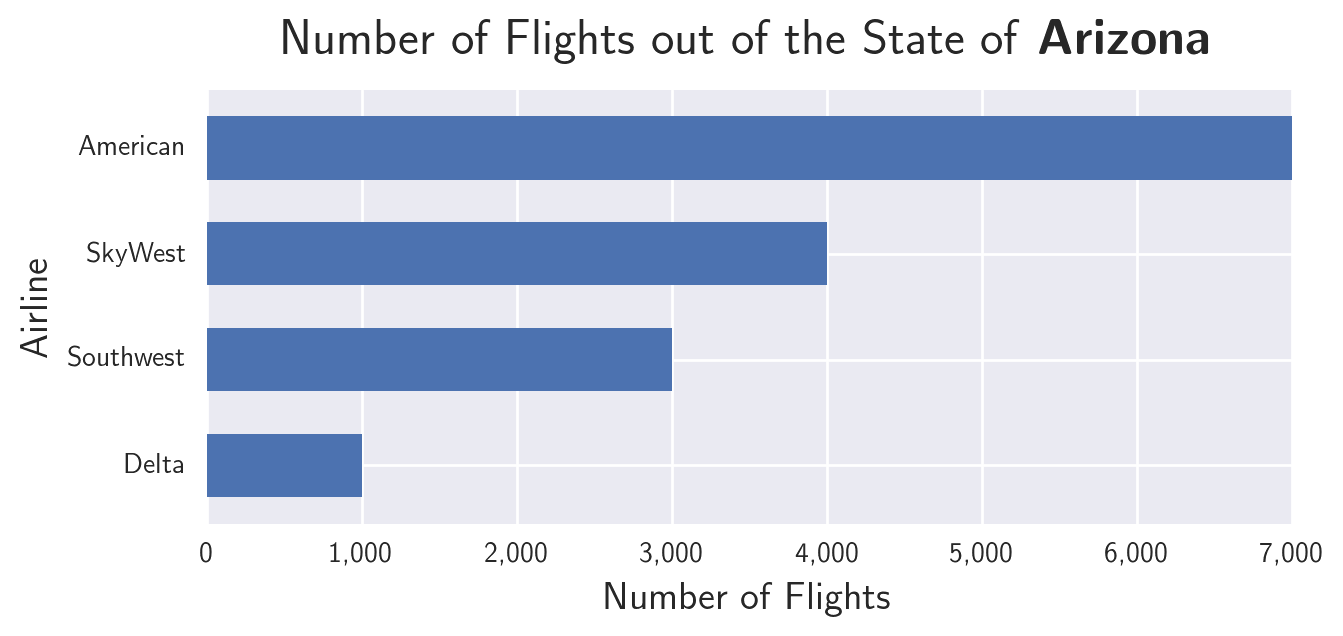 Number of Flights out of the State of Arizona
American
SkyWest
Southwest
Delta
Airline
0 1,000 2,000 3,000 4,000 5,000 6,000 7,000
Number of Flights